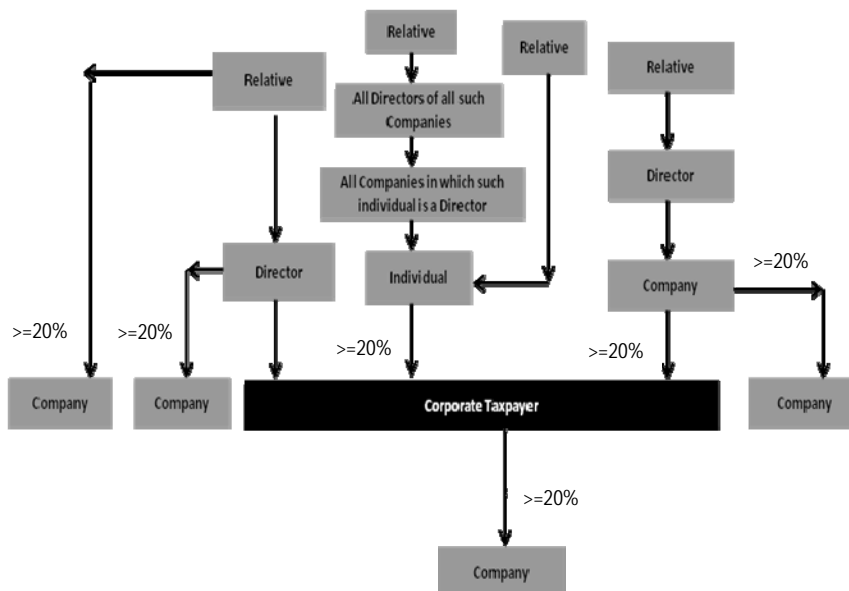 Relative
Relative
Relative
Relative
All Directors of all such
Companies
All Companies in which such
individual is a Director
Director
Director
Individual
Company
>=20%
>=20%
>=20%
>=20%
>=20%
Company
Company
Corporate Taxpayer
Company
>=20%
Company